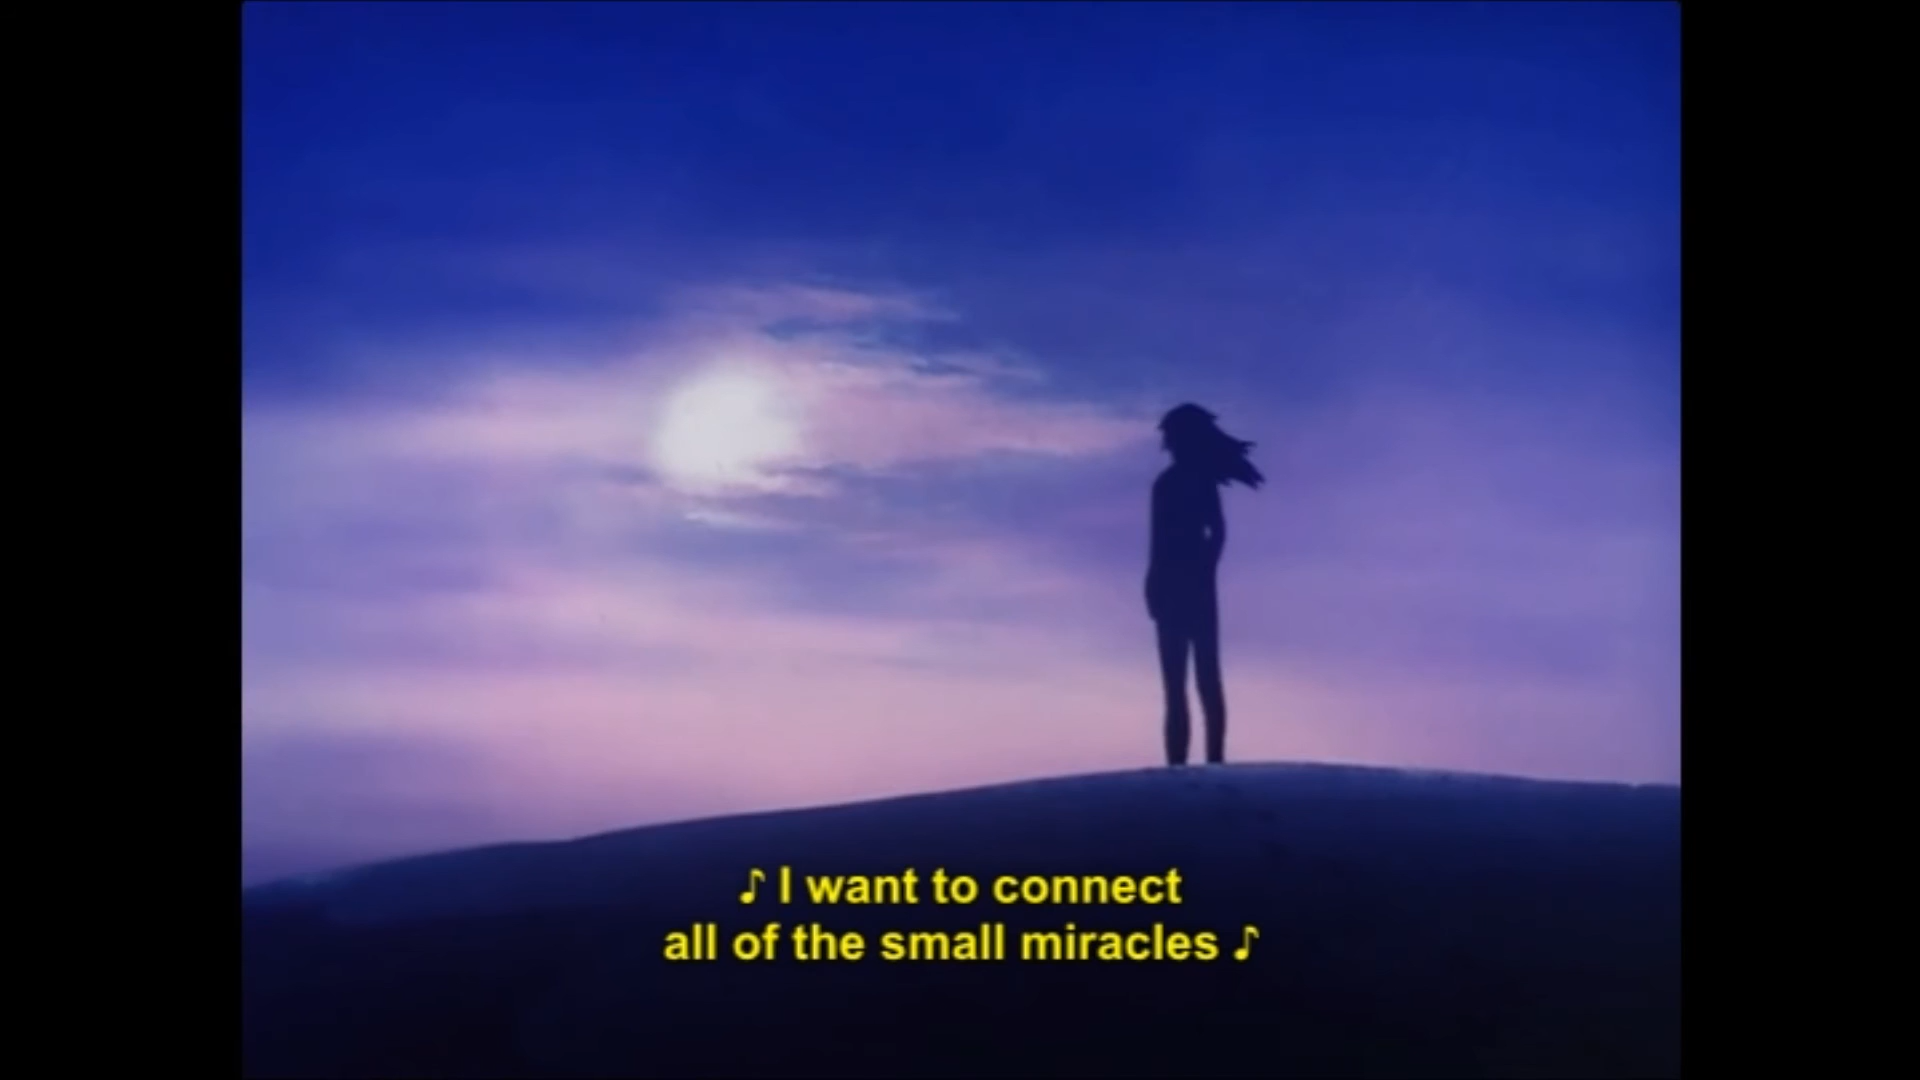 ♪ I want to connect
all of the small miracles ♪